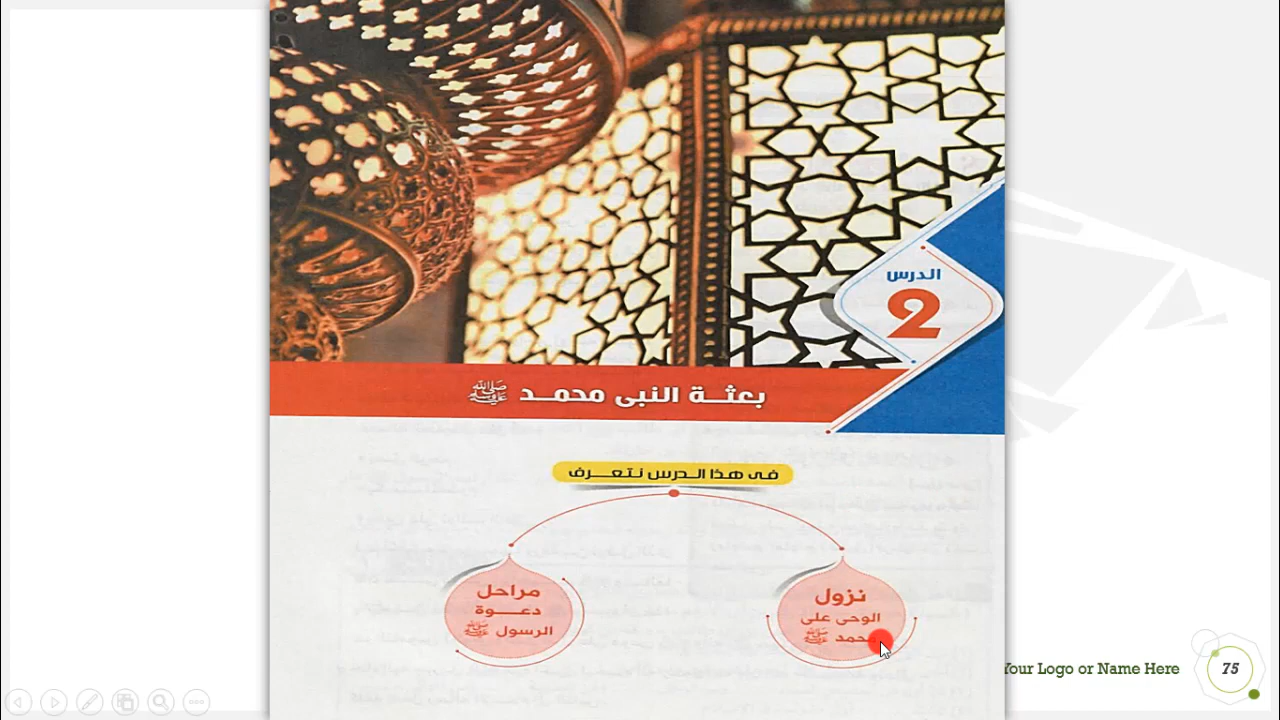 الدرس
2
بعثة النبى محمد ﷺ
فى هذا الدرس نتعرف
نزول
الوحى على
محمد ﷺ
مراحل
دعوة
الرسول ﷺ
Your Logo or Name Here
75